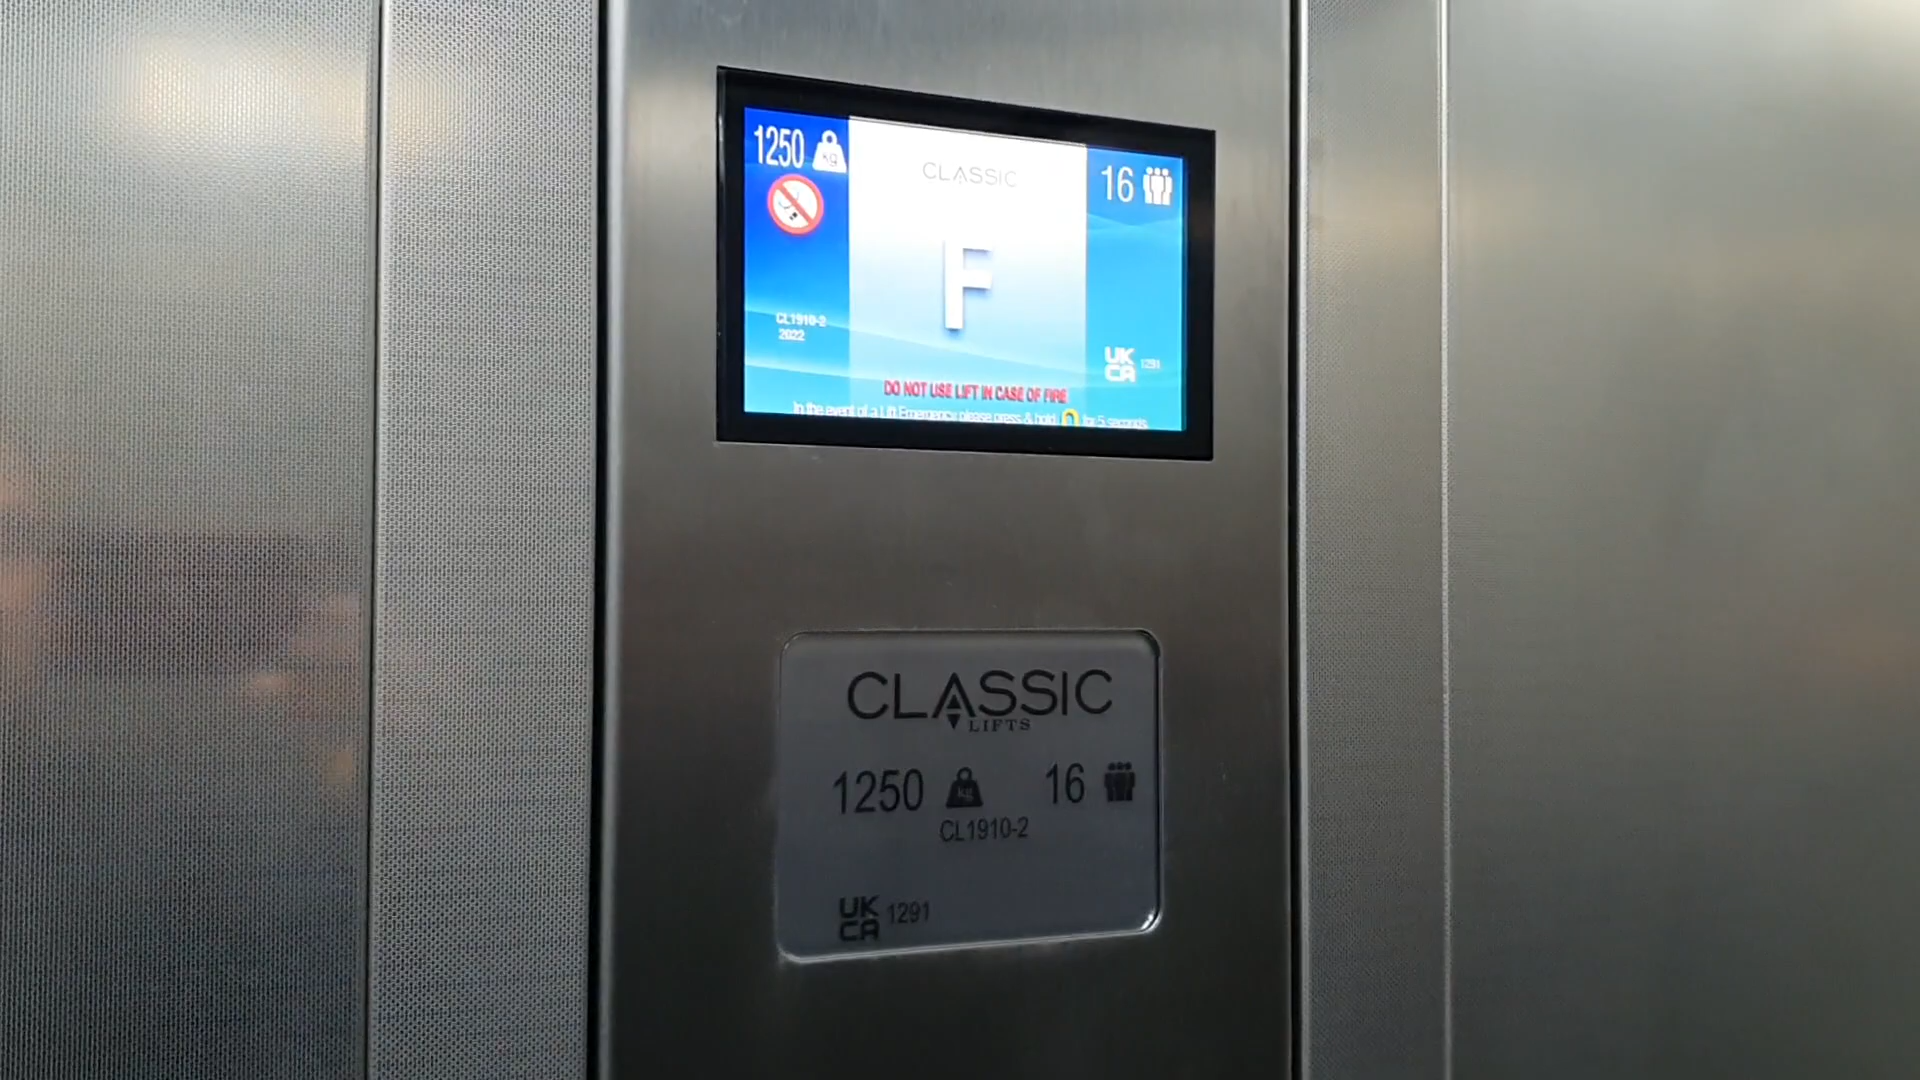 1250 kg
CLASSIC
16
F
CL1910-2
2022
UK
CA 1291
DO NOT USE LIFT IN CASE OF FIRE
In the event of a Lift Emergency please press & hold for 5 seconds
CLASSIC
LIFTS
1250 kg 16
CL1910-2
UK
CA 1291